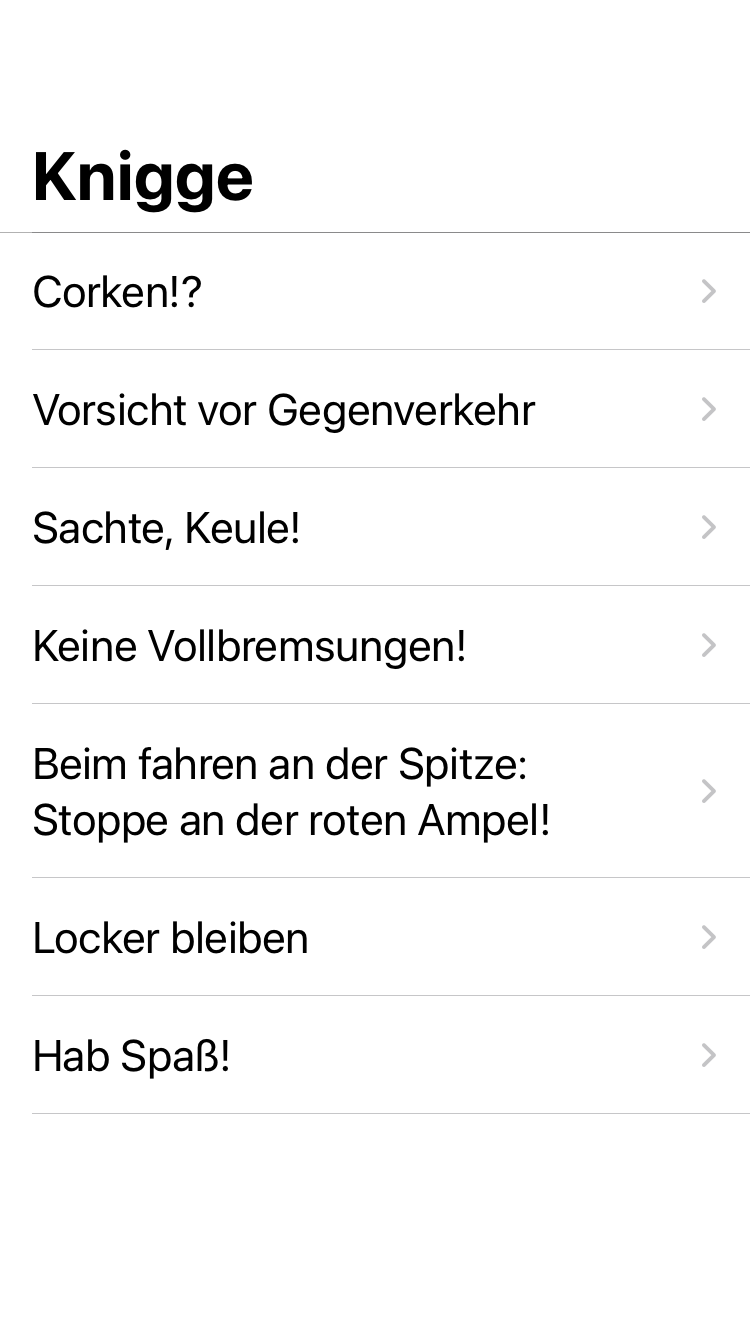 Knigge
Corken!?
Vorsicht vor Gegenverkehr
Sachte, Keule!
Keine Vollbremsungen!
Beim fahren an der Spitze:
Stoppe an der roten Ampel!
Locker bleiben
Hab Spaß!